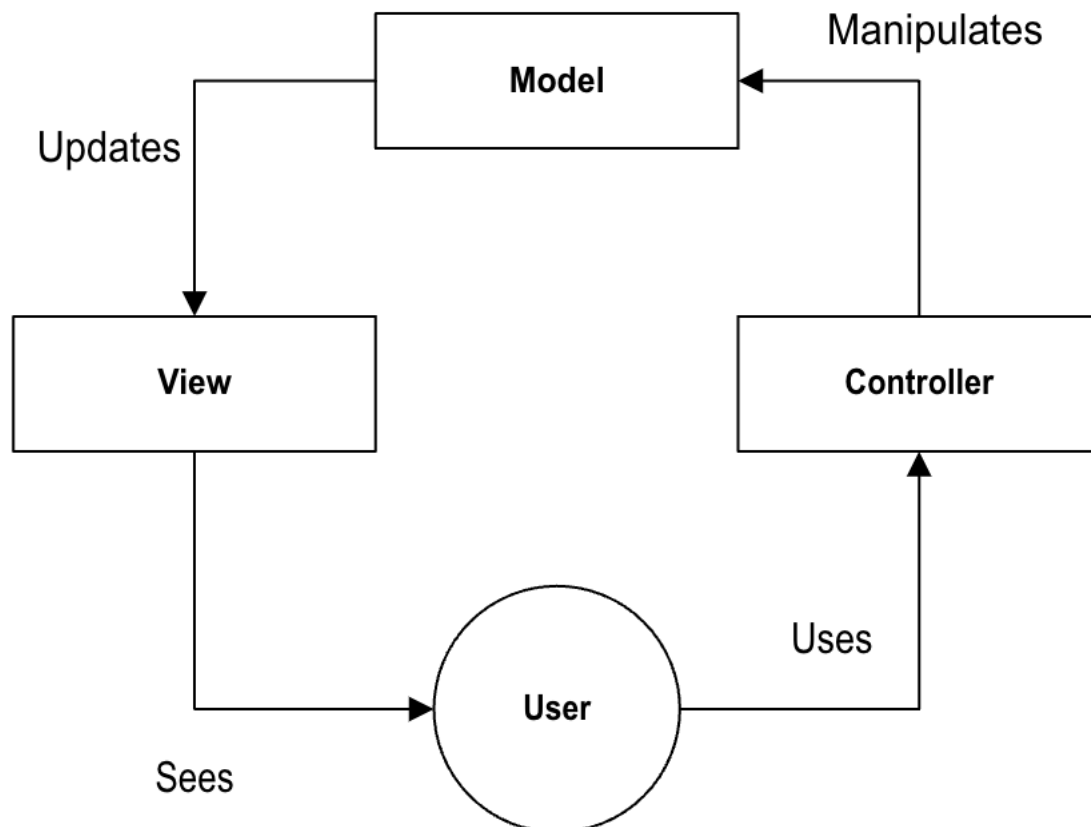 Manipulates
Model
Updates
View
Controller
Uses
User
Sees